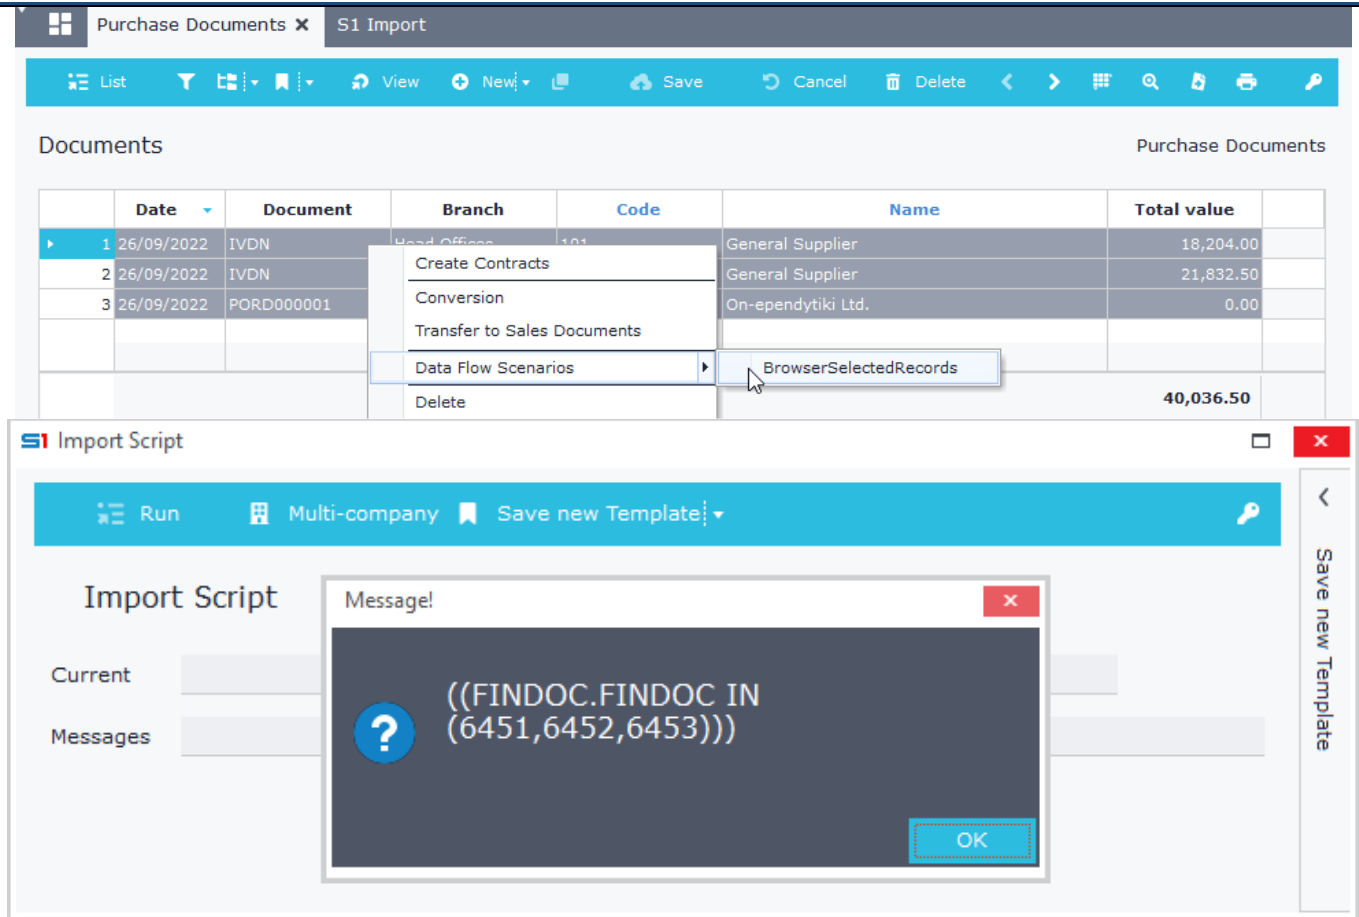 Purchase Documents S1 Import
List View New Save Cancel Delete
Documents Purchase Documents
Date Document Branch Code Name Total value
1 26/09/2022 IVDN Head Offices 101 General Supplier 18,204.00
2 26/09/2022 IVDN General Supplier 21,832.50
3 26/09/2022 PORD000001 On-ependytiki Ltd. 0.00
Create Contracts
Conversion
Transfer to Sales Documents
Data Flow Scenarios BrowserSelectedRecords
Delete
40,036.50
S1 Import Script
Run Multi-company Save new Template
Save new Template
Import Script
Current
Messages
Message!
((FINDOC.FINDOC IN
(6451,6452,6453)))
OK